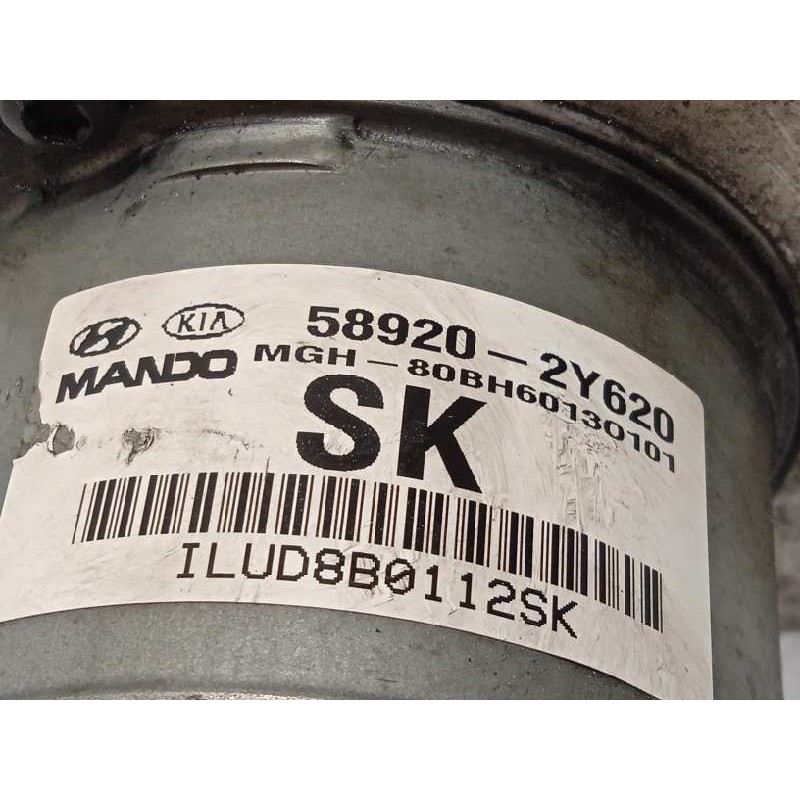 KIA 58920-2Y620
MANDO MGH-80BH60130101
SK
ILUD8B0112SK